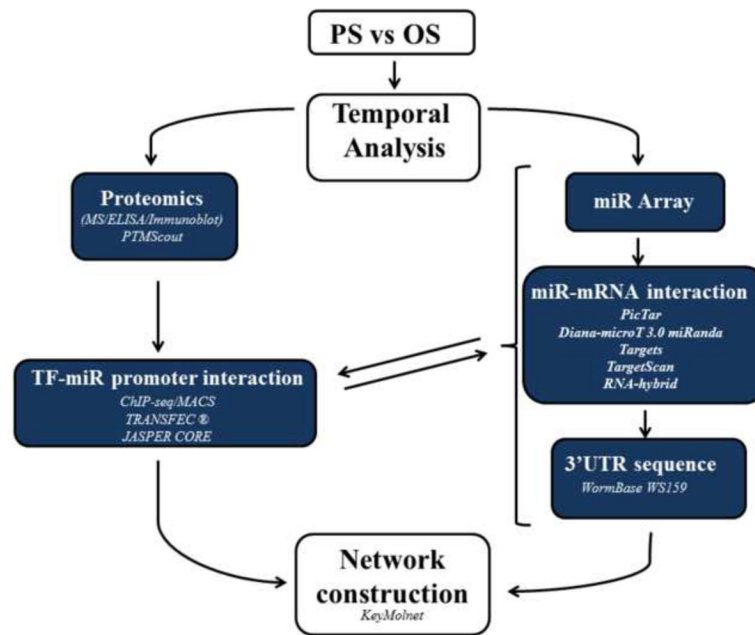 PS vs OS
Temporal
Analysis
Proteomics
(MS/ELISA/Immunoblot)
PTMScout
miR Array
miR-mRNA interaction
PicTar
Diana-microT 3.0 miRanda
Targets
TargetScan
RNA-hybrid
TF-miR promoter interaction
ChIP-seq/MACS
TRANSFEC ®
JASPER CORE
3’UTR sequence
WormBase WS159
Network
construction
KeyMolnet